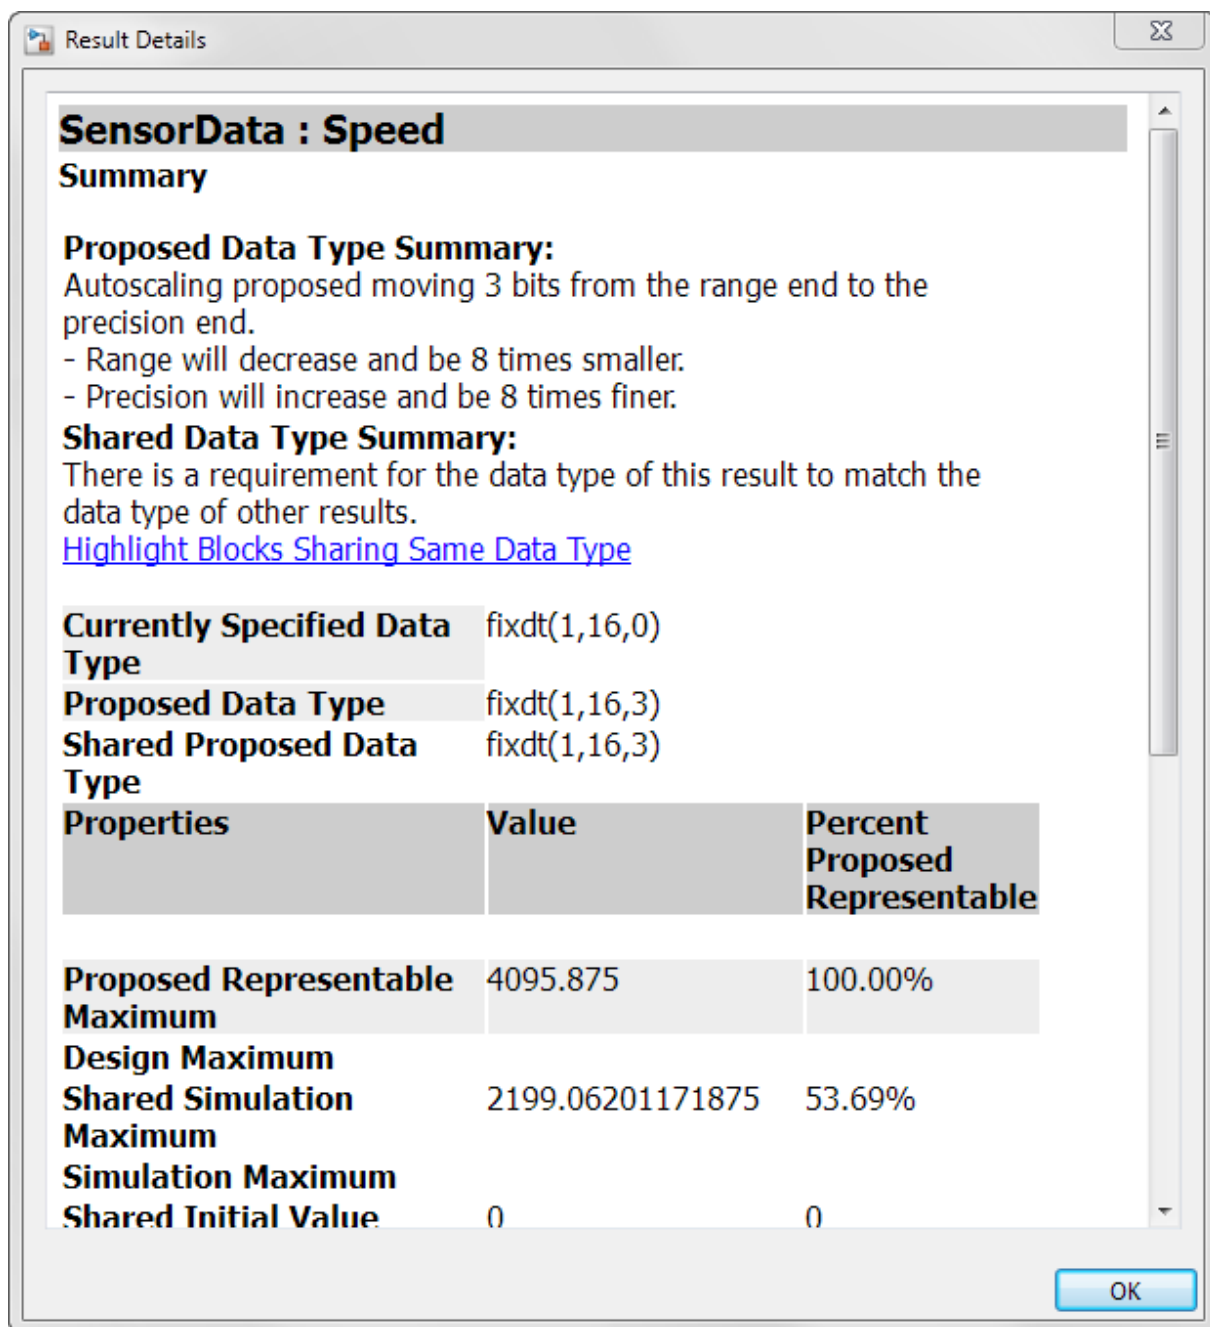 Result Details
SensorData : Speed
Summary
Proposed Data Type Summary:
Autoscaling proposed moving 3 bits from the range end to the
precision end.
- Range will decrease and be 8 times smaller.
- Precision will increase and be 8 times finer.
Shared Data Type Summary:
There is a requirement for the data type of this result to match the
data type of other results.
Highlight Blocks Sharing Same Data Type
Currently Specified Data fixdt(1,16,0)
Type
Proposed Data Type fixdt(1,16,3)
Shared Proposed Data fixdt(1,16,3)
Type
Properties Value Percent
Proposed
Representable
Proposed Representable 4095.875 100.00%
Maximum
Design Maximum
Shared Simulation 2199.06201171875 53.69%
Maximum
Simulation Maximum
Shared Initial Value 0 0
OK